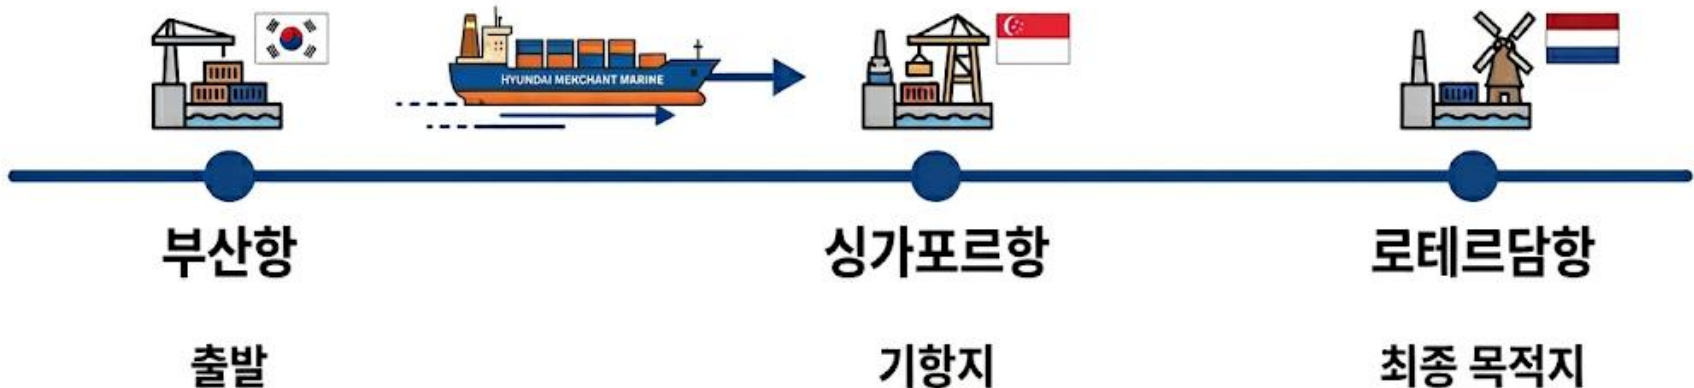 HYUNDAI MERCHANT MARINE
부산항
싱가포르항
로테르담항
출발
기항지
최종 목적지